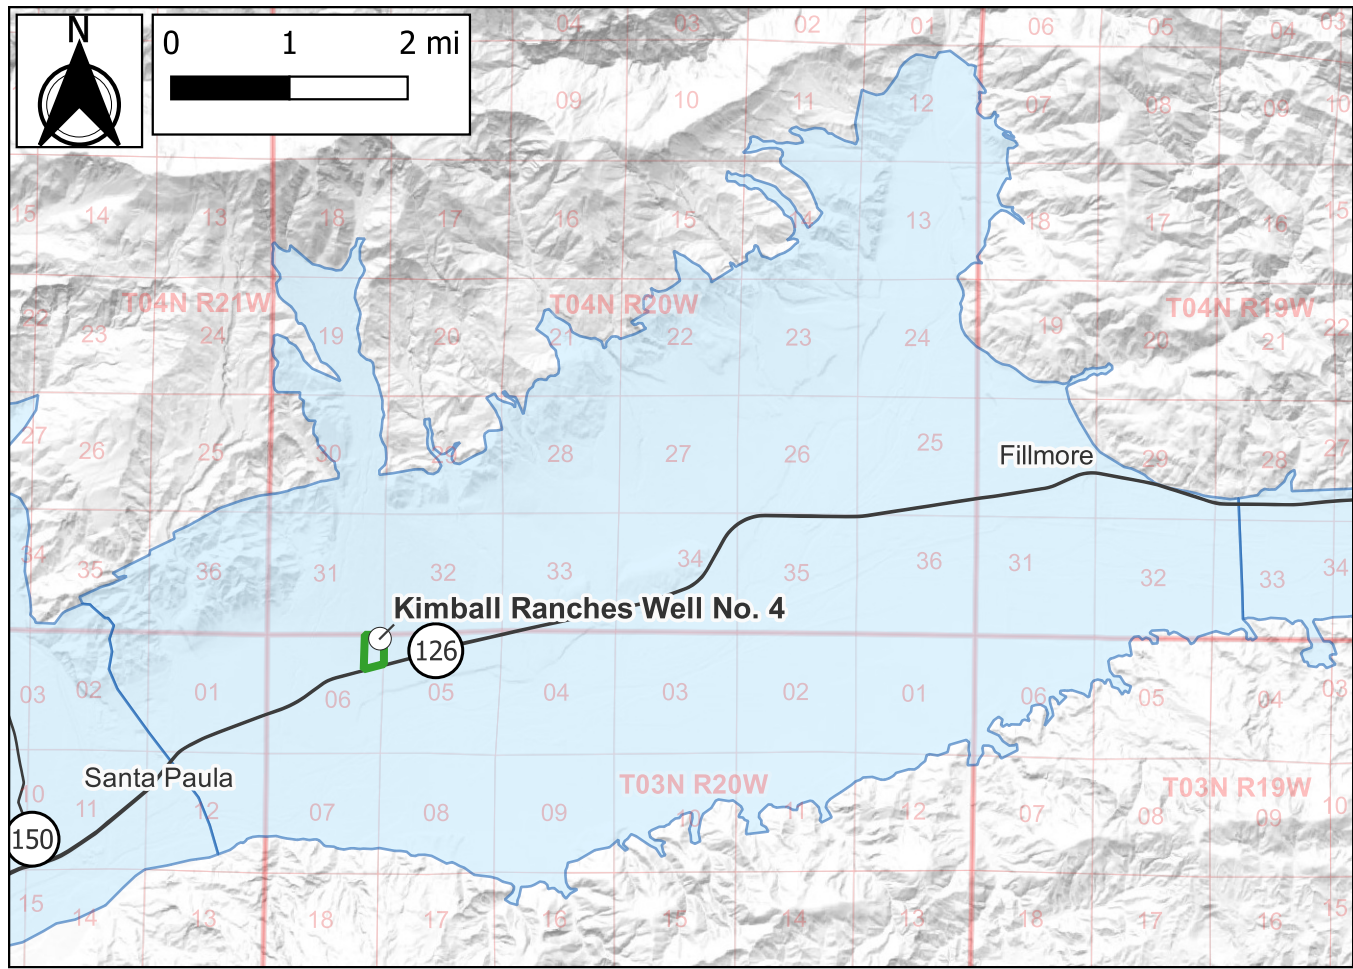 N
0 1 2 mi
04 03 02 01 06 05 04 03
09 10 11 12 07 08 09 10
15 14 13 18 17 16 15 14 13 18 17 16 15
T04N R21W T04N R20W T04N R19W
22 23 24 19 20 21 22 23 24 19 20 21 22
27 26 25 30 29 28 27 26 25 29 28 27
Fillmore
34 35 36 31 32 33 34 35 36 31 32 33 34
Kimball Ranches Well No. 4
126
03 02 01 06 05 04 03 02 01 06 05 04 03
Santa Paula
T03N R20W T03N R19W
10 11 12 07 08 09 10 11 12 07 08 09 10
150
15 14 13 18 17 16 15 14 13 18 17 16 15